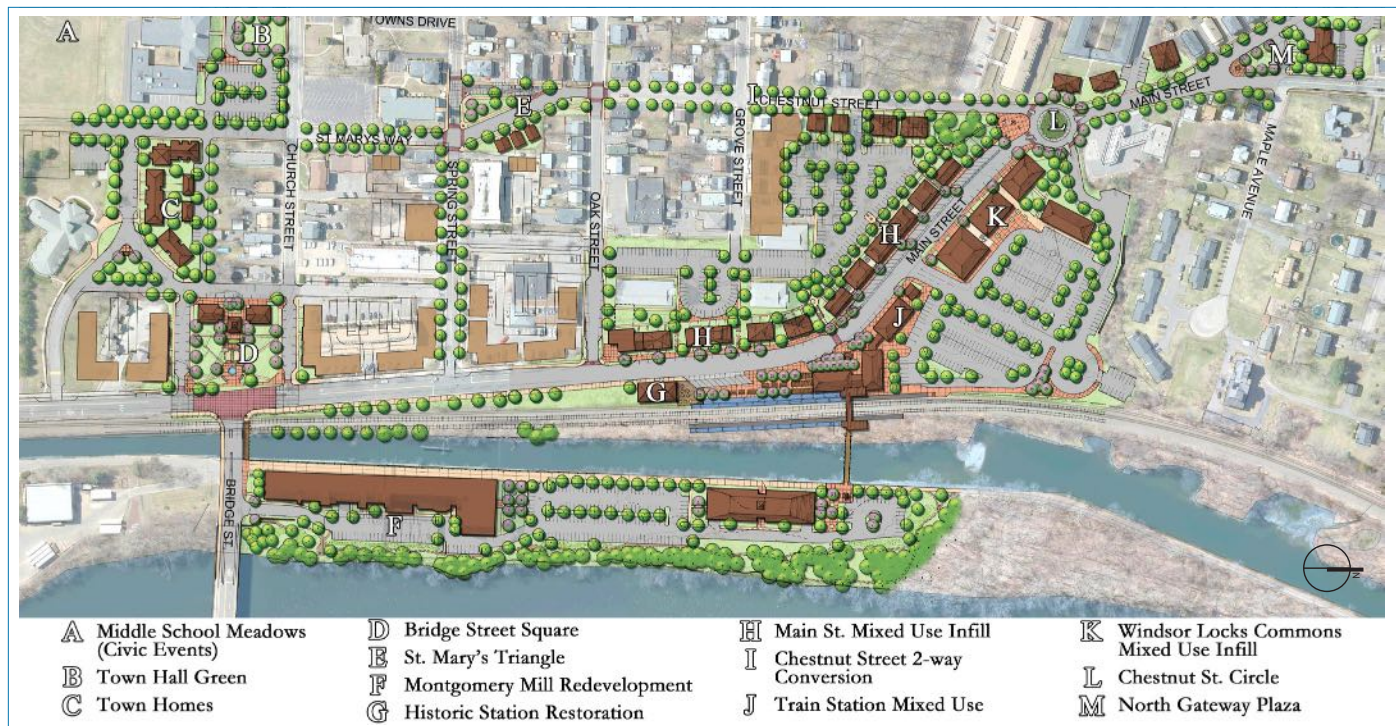 A
B
TOWNS DRIVE
M
E
I
CHESTNUT STREET
MAIN STREET
L
ST. MARYS WAY
CHURCH STREET
SPRING STREET
OAK STREET
GROVE STREET
MAPLE AVENUE
C
H
MAIN STREET
K
D
H
J
G
BRIDGE ST.
F
N
A Middle School Meadows
(Civic Events)
B Town Hall Green
C Town Homes
D Bridge Street Square
E St. Mary's Triangle
F Montgomery Mill Redevelopment
G Historic Station Restoration
H Main St. Mixed Use Infill
I Chestnut Street 2-way
Conversion
J Train Station Mixed Use
K Windsor Locks Commons
Mixed Use Infill
L Chestnut St. Circle
M North Gateway Plaza